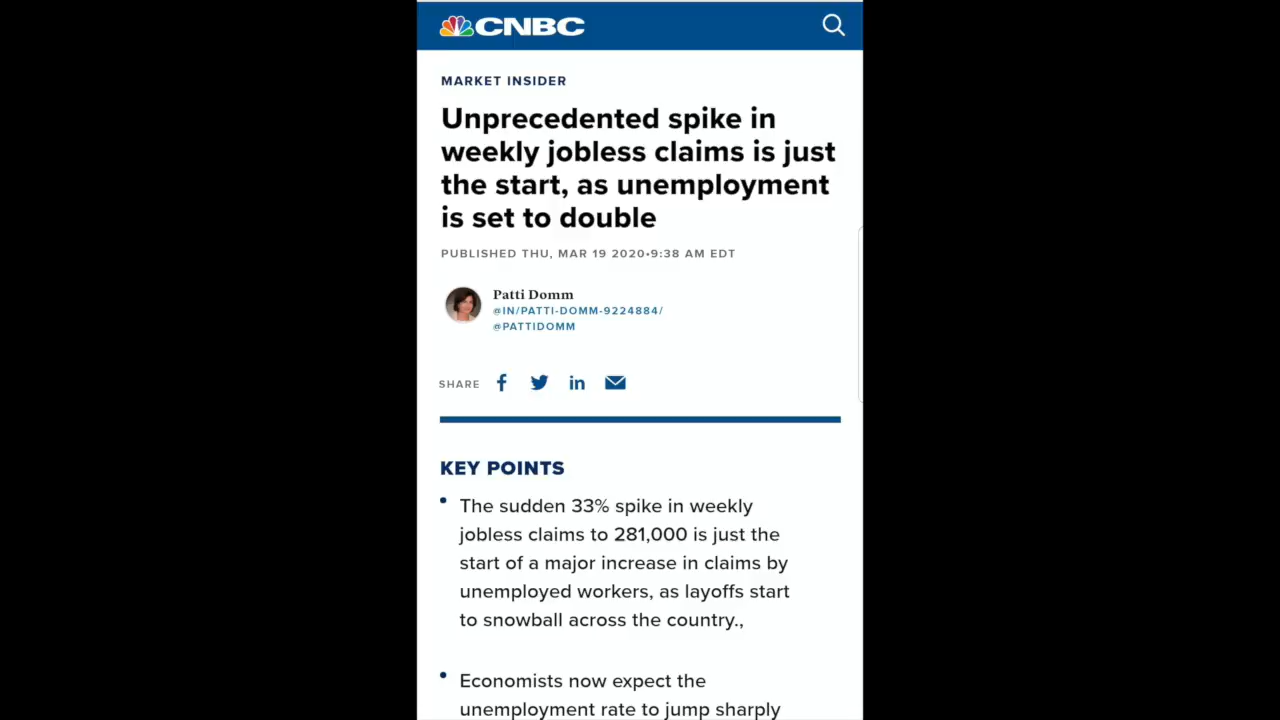 CNBC
MARKET INSIDER
Unprecedented spike in
weekly jobless claims is just
the start, as unemployment
is set to double
PUBLISHED THU, MAR 19 2020•9:38 AM EDT
Patti Domm
@IN/PATTI-DOMM-9224884/
@PATTIDOMM
SHARE
KEY POINTS
• The sudden 33% spike in weekly
jobless claims to 281,000 is just the
start of a major increase in claims by
unemployed workers, as layoffs start
to snowball across the country.,
• Economists now expect the
unemployment rate to jump sharply